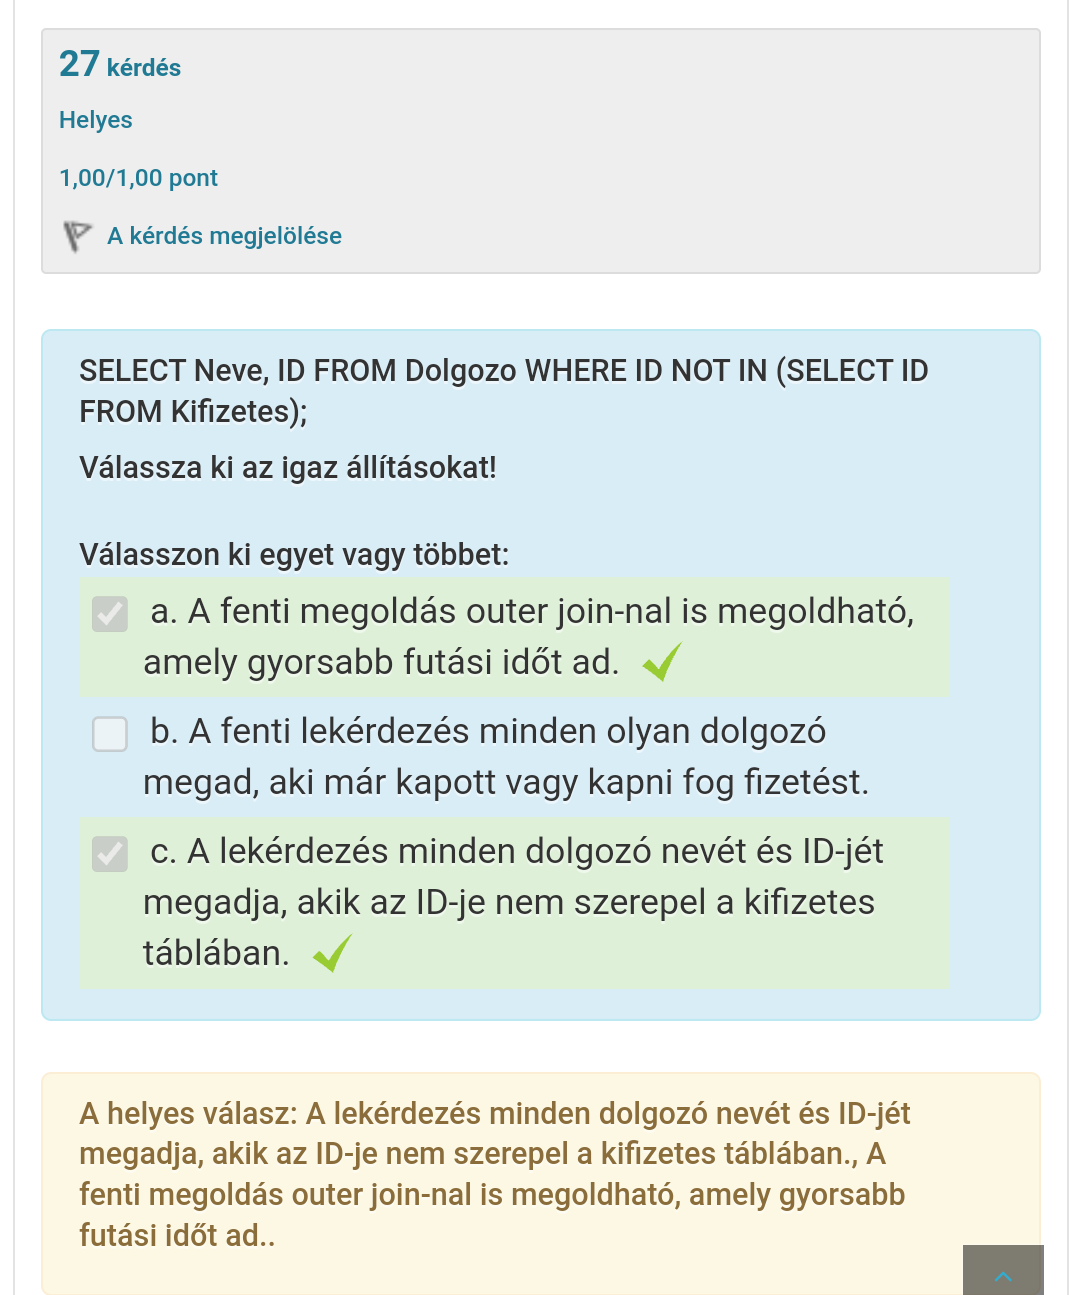 27 kérdés
Helyes
1,00/1,00 pont
A kérdés megjelölése
SELECT Neve, ID FROM Dolgozo WHERE ID NOT IN (SELECT ID
FROM Kifizetes);
Válassza ki az igaz állításokat!
Válasszon ki egyet vagy többet:
a. A fenti megoldás outer join-nal is megoldható,
amely gyorsabb futási időt ad.
b. A fenti lekérdezés minden olyan dolgozó
megad, aki már kapott vagy kapni fog fizetést.
c. A lekérdezés minden dolgozó nevét és ID-jét
megadja, akik az ID-je nem szerepel a kifizetes
táblában.
A helyes válasz: A lekérdezés minden dolgozó nevét és ID-jét
megadja, akik az ID-je nem szerepel a kifizetes táblában., A
fenti megoldás outer join-nal is megoldható, amely gyorsabb
futási időt ad..